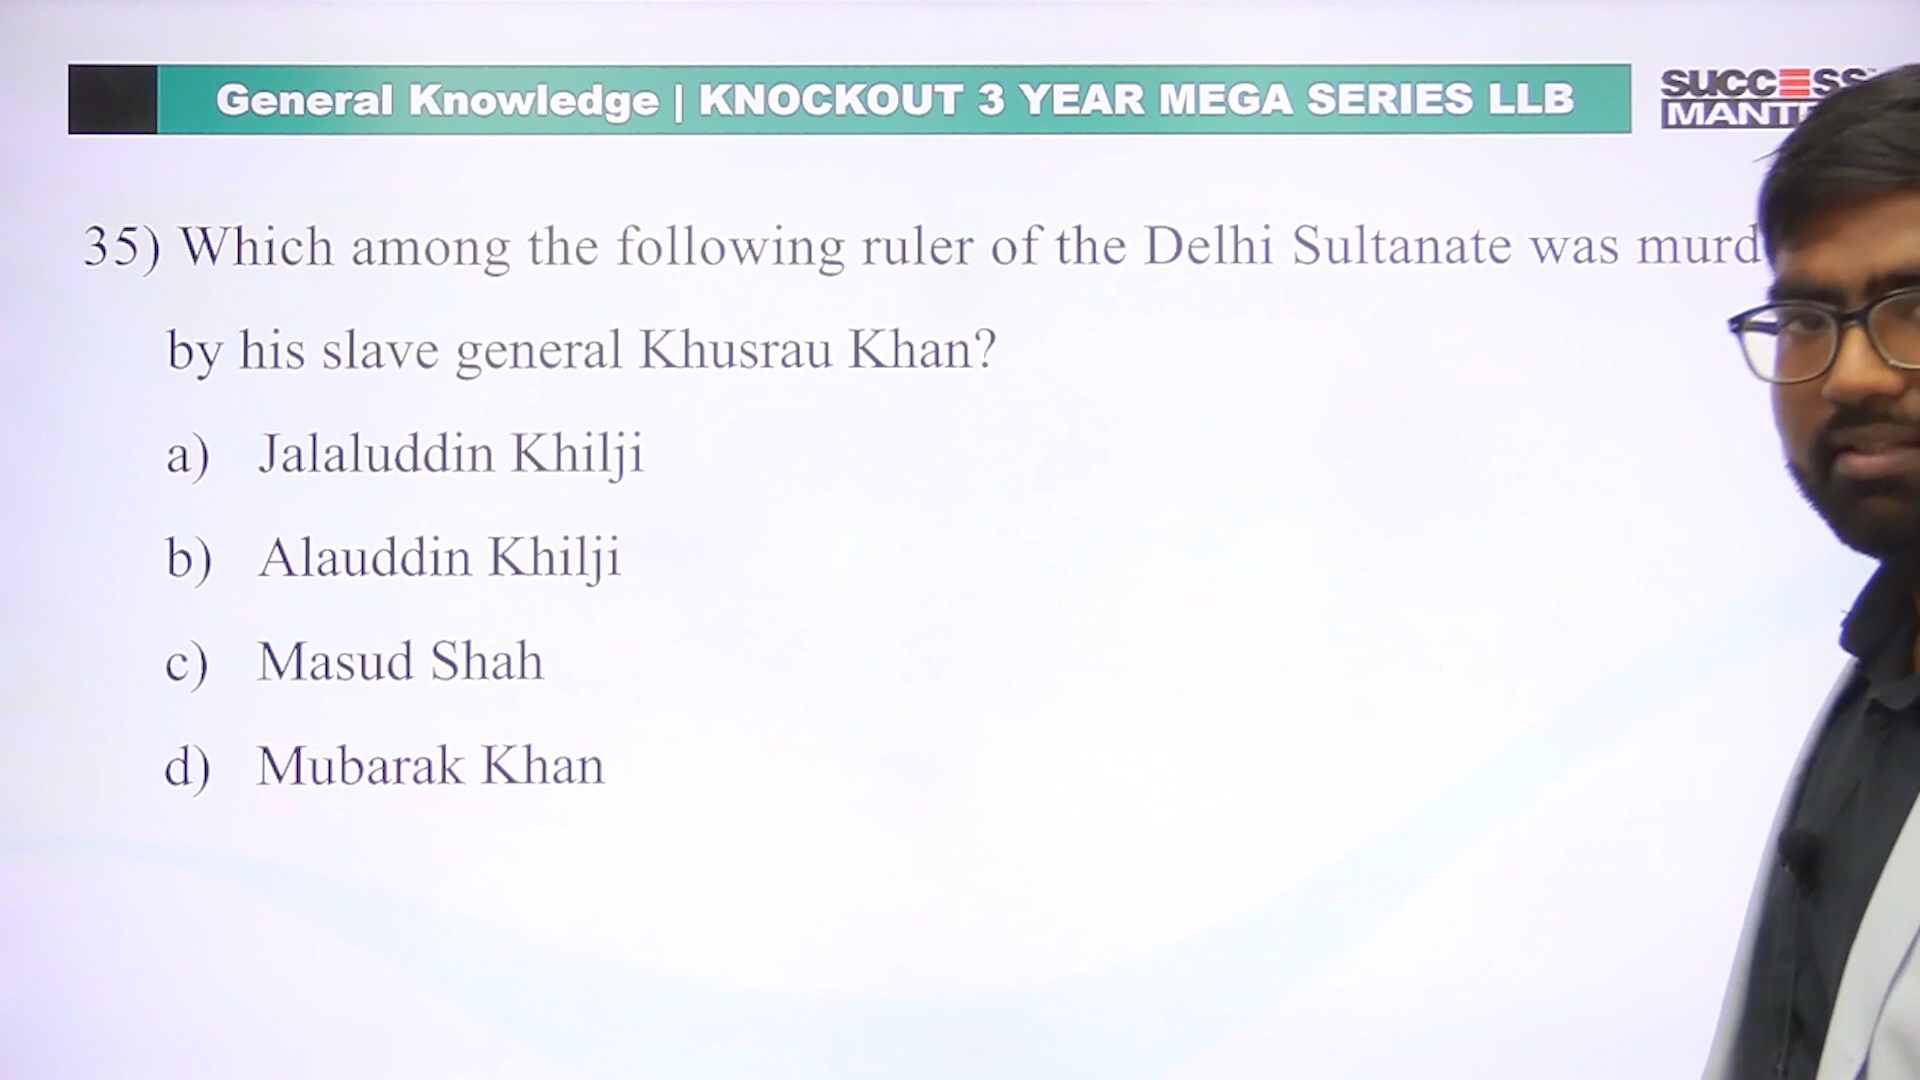 General Knowledge | KNOCKOUT 3 YEAR MEGA SERIES LLB
35) Which among the following ruler of the Delhi Sultanate was
by his slave general Khusrau Khan?
a) Jalaluddin Khilji
b) Alauddin Khilji
c) Masud Shah
d) Mubarak Khan